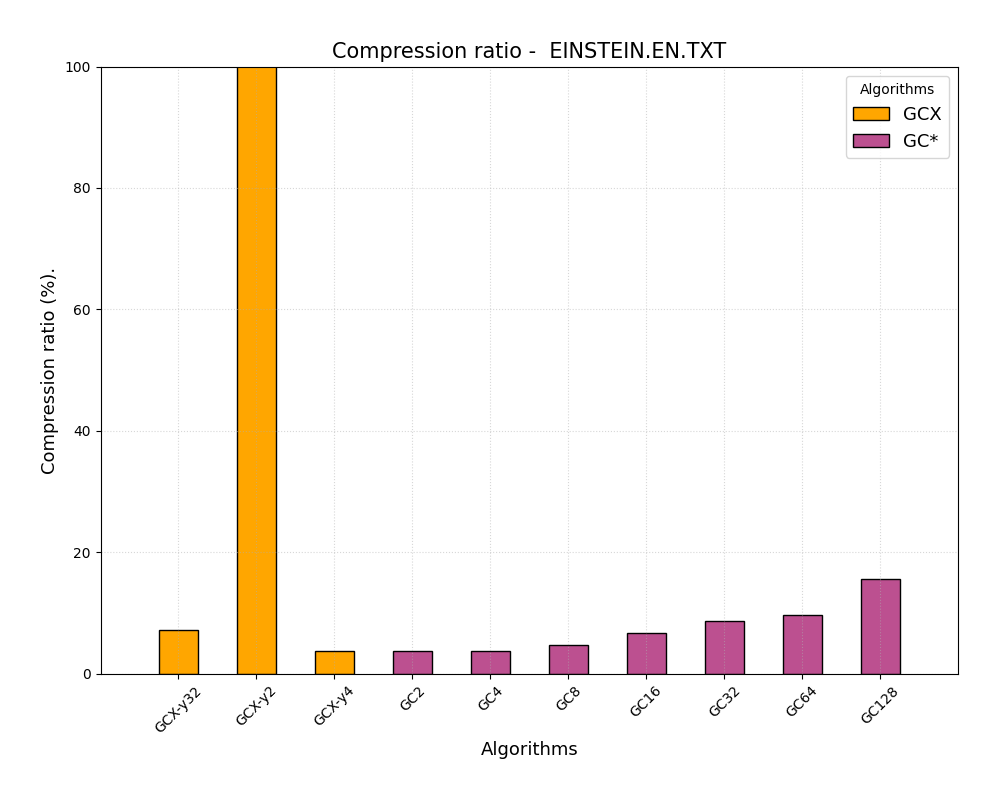 Compression ratio -  EINSTEIN.EN.TXT
Algorithms
GCX
GC*
Compression ratio (%).
100
80
60
40
20
0
GCX-y32
GCX-y2
GCX-y4
GC2
GC4
GC8
GC16
GC32
GC64
GC128
Algorithms